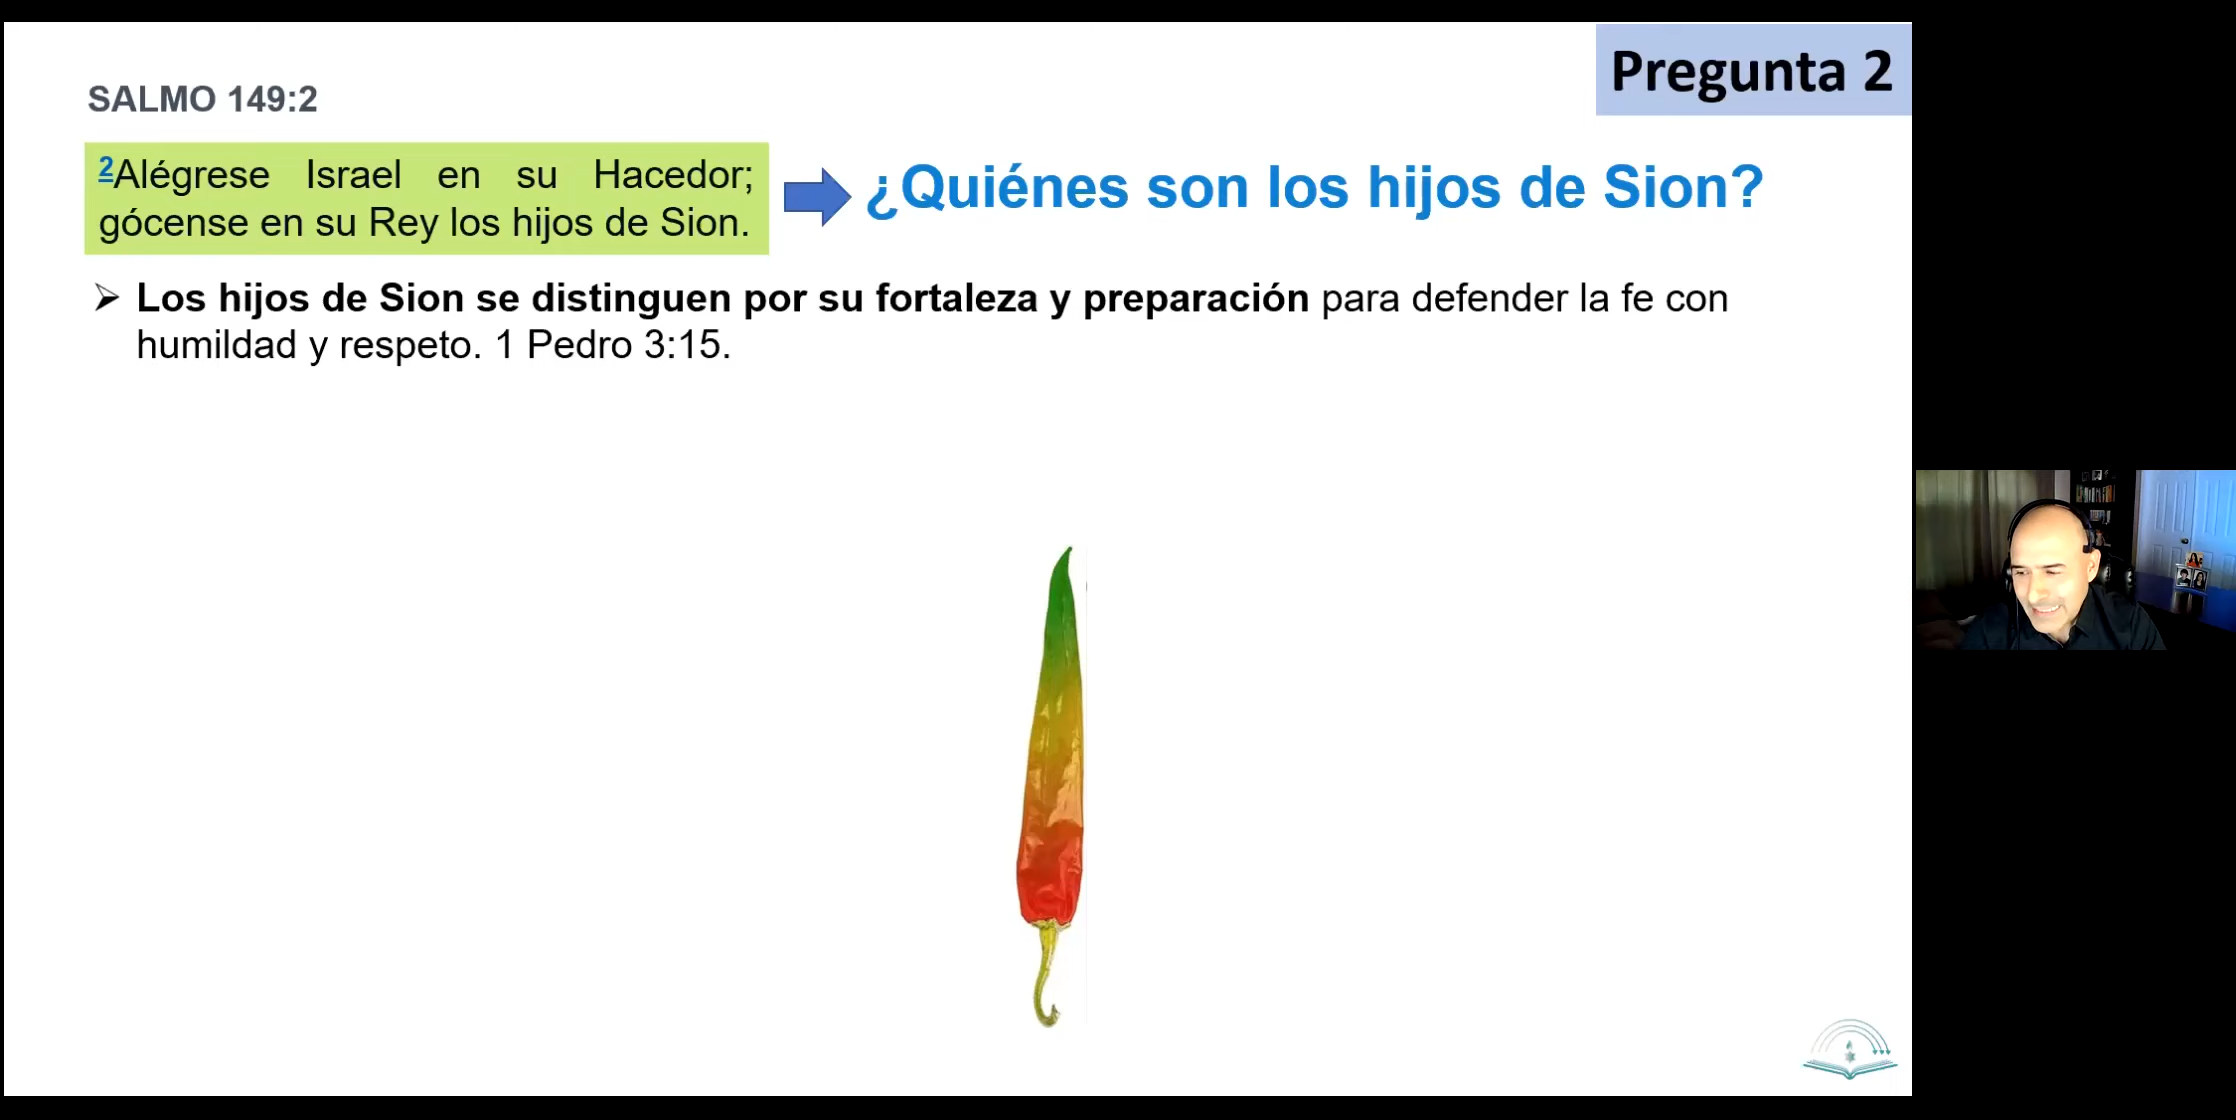 Pregunta 2
SALMO 149:2
2Alégrese Israel en su Hacedor;
gócense en su Rey los hijos de Sion.
¿Quiénes son los hijos de Sion?
➢ Los hijos de Sion se distinguen por su fortaleza y preparación para defender la fe con
humildad y respeto. 1 Pedro 3:15.